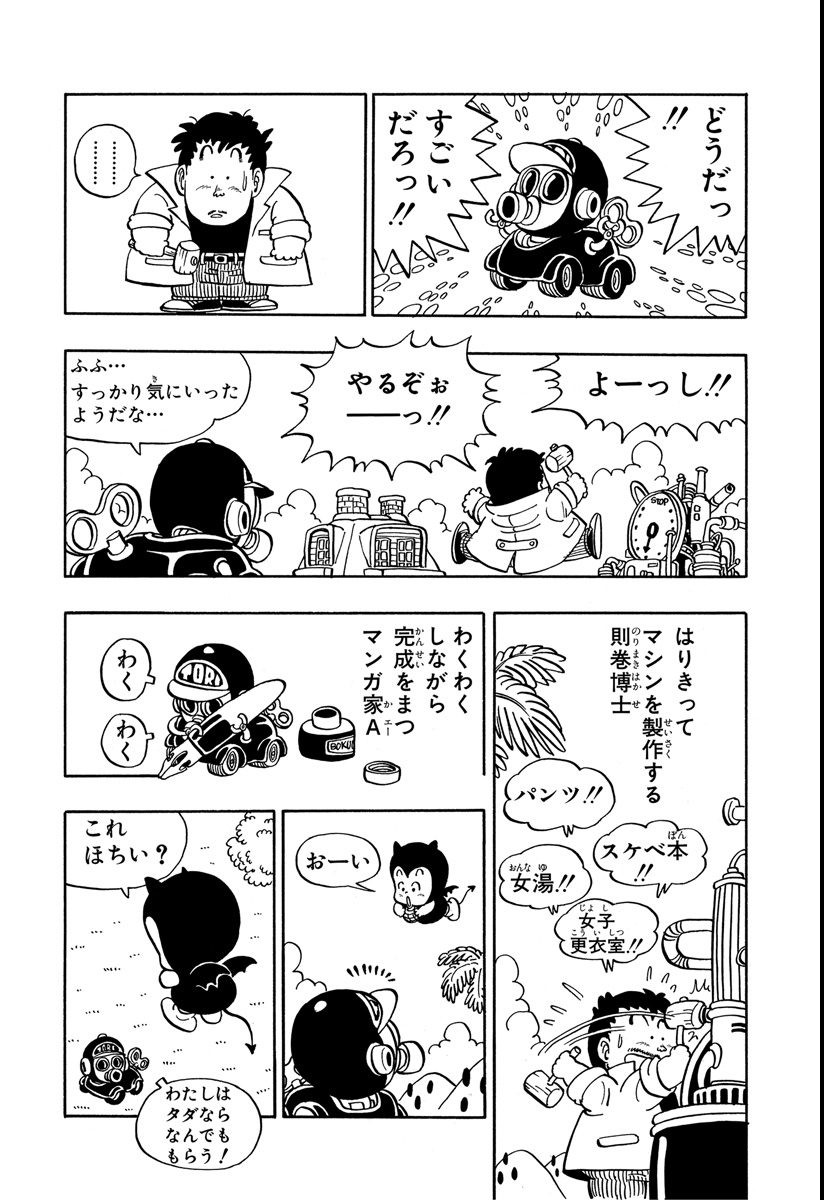 どうだっ
!!
すごい
だろっ!!
………
………
よーっし!!
やるぞぉ
――っ!!
ふふ…
すっかり気にいった
ようだな…
STOP
はりきって
マシンを製作する
則巻博士
パンツ!!
スケベ本
!!
女湯!!
女子
更衣室!!
わくわく
しながら
完成をまつ
マンガ家A
わく
わく
TORI
BOKU
おーい
これ
ほちい？
TORI
わたしは
タダなら
なんでも
もらう！